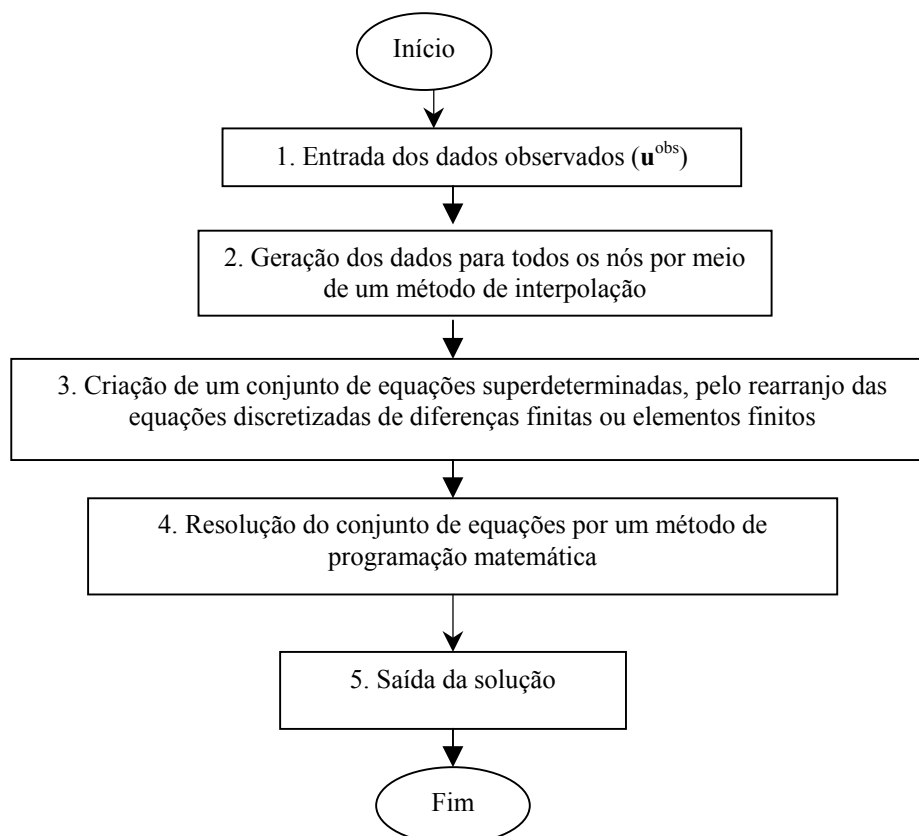 Início
1. Entrada dos dados observados (u^obs)
2. Geração dos dados para todos os nós por meio
de um método de interpolação
3. Criação de um conjunto de equações superdeterminadas, pelo rearranjo das
equações discretizadas de diferenças finitas ou elementos finitos
4. Resolução do conjunto de equações por um método de
programação matemática
5. Saída da solução
Fim